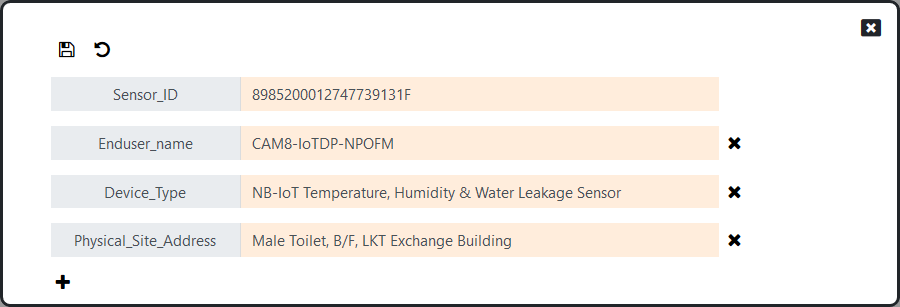 Sensor_ID 8985200012747739131F
Enduser_name CAM8-IoTDP-NPOFM
Device_Type NB-IoT Temperature, Humidity & Water Leakage Sensor
Physical_Site_Address Male Toilet, B/F, LKT Exchange Building